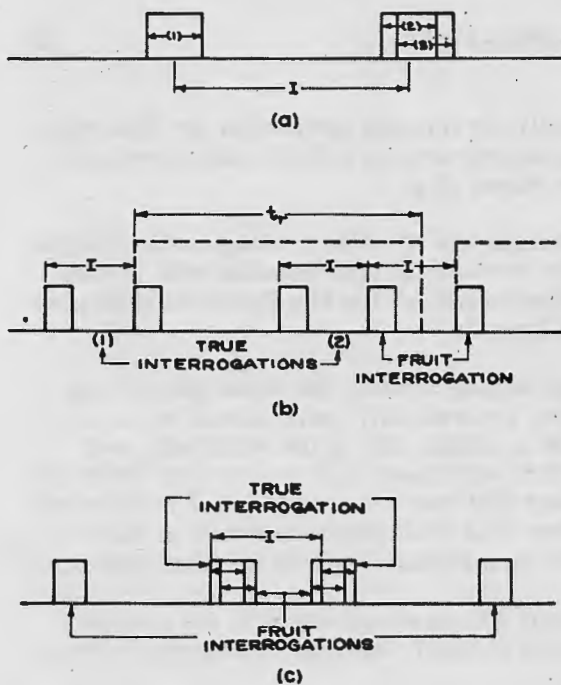 (1)
(2)
(3)
I
(a)
tr
I
I
I
(1)
TRUE
INTERROGATIONS
(2)
FRUIT
INTERROGATION
(b)
TRUE
INTERROGATION
I
I
FRUIT
INTERROGATIONS
(c)